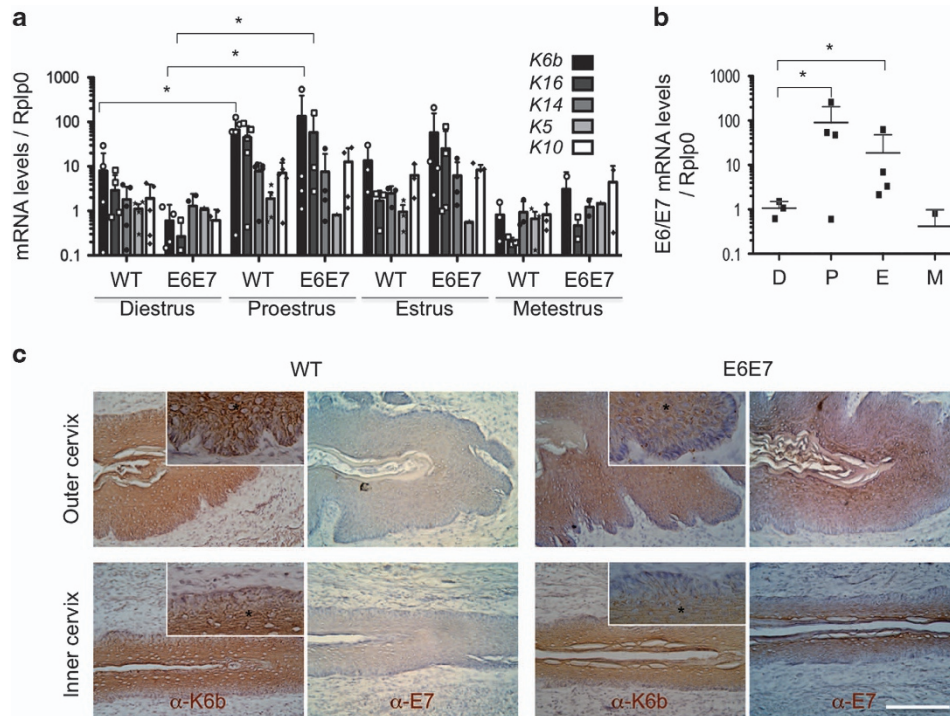 a
*
*
*
1000
100
10
1
0.1
mRNA levels / Rplp0
K6b
K16
K14
K5
K10
WT E6E7 WT E6E7 WT E6E7 WT E6E7
Diestrus Proestrus Estrus Metestrus
b
*
*
1000
100
10
1
0.1
E6/E7 mRNA levels
/ Rplp0
D P E M
c
WT E6E7
Outer cervix
* *
Inner cervix
* *
α-K6b α-E7 α-K6b α-E7